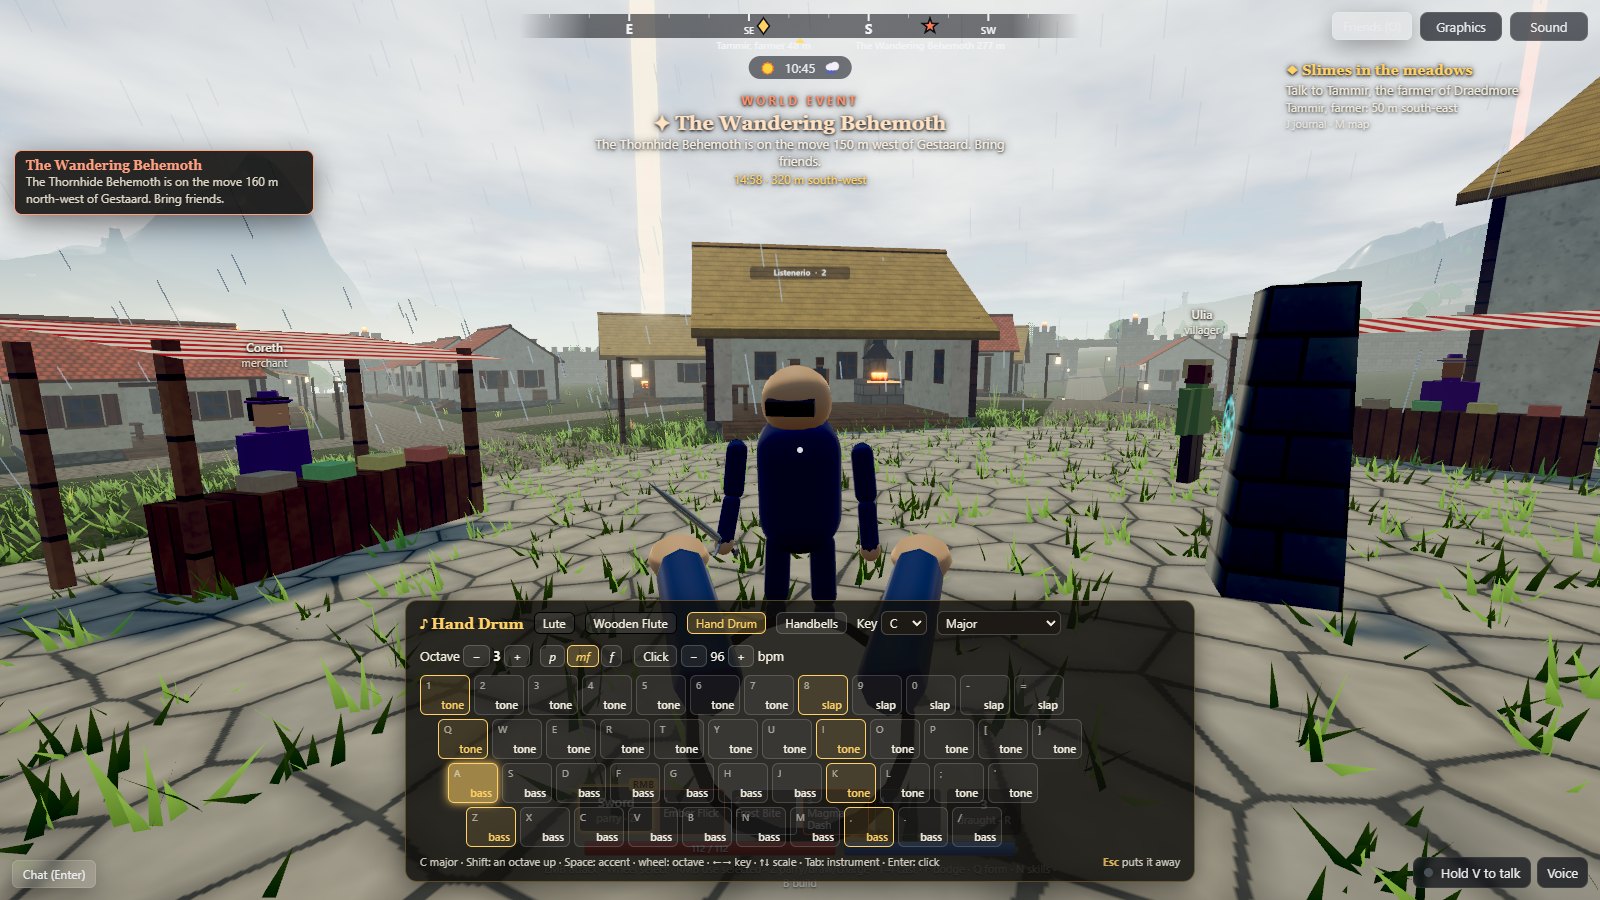 E SE S SW
Tammir, farmer 48 m The Wandering Behemoth 277 m
10:45
Graphics Sound
WORLD EVENT
The Wandering Behemoth
The Thornhide Behemoth is on the move 150 m west of Gestaard. Bring
friends.
14:58 · 320 m south-west
Slimes in the meadows
Talk to Tammir, the farmer of Draedmore
Tammir, farmer: 50 m south-east
J journal · M map
The Wandering Behemoth
The Thornhide Behemoth is on the move 160 m
north-west of Gestaard. Bring friends.
Listenerio · 2
Coreth
merchant
Ulia
villager
Hand Drum Lute Wooden Flute Hand Drum Handbells Key C Major
Octave − 3 + p mf f Click − 96 + bpm
1 tone 2 tone 3 tone 4 tone 5 tone 6 tone 7 tone 8 slap 9 slap 0 slap - slap = slap
Q tone W tone E tone R tone T tone Y tone U tone I tone O tone P tone [ tone ] tone
A bass S bass D bass F bass G bass H bass J bass K tone L tone ; tone ' tone
Z bass X bass C bass V bass B bass N bass M bass , bass . bass / bass
RMB
Sword
112 / 112
C major · Shift: an octave up · Space: accent · wheel: octave · ←→ key · ↑↓ scale · Tab: instrument · Enter: click
Esc puts it away
B build
Chat (Enter)
Hold V to talk Voice